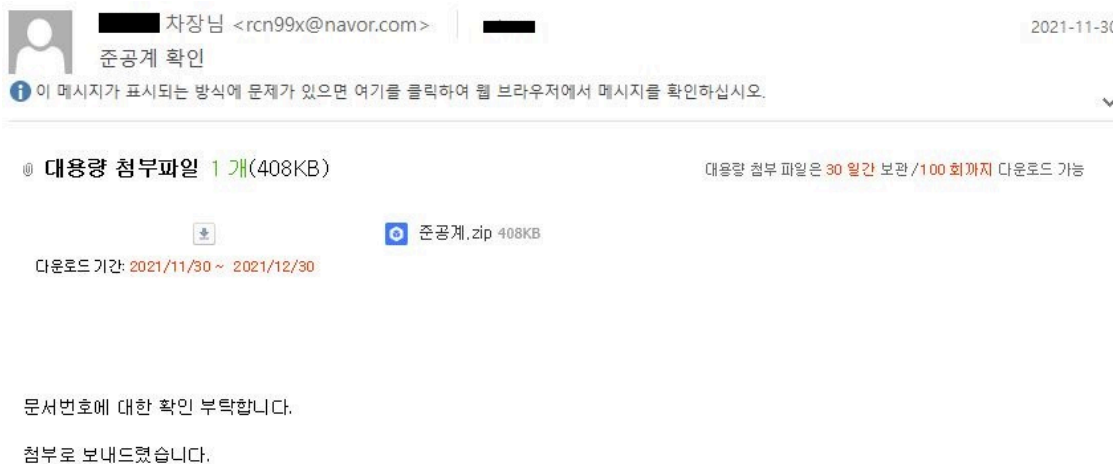 차장님 <rcn99x@navor.com>
2021-11-30
준공계 확인
이 메시지가 표시되는 방식에 문제가 있으면 여기를 클릭하여 웹 브라우저에서 메시지를 확인하십시오.
대용량 첨부파일 1 개(408KB)
대용량 첨부 파일은 30 일간 보관 /100 회까지 다운로드 가능
준공계.zip 408KB
다운로드 기간: 2021/11/30 ~ 2021/12/30
문서번호에 대한 확인 부탁합니다.
첨부로 보내드렸습니다.